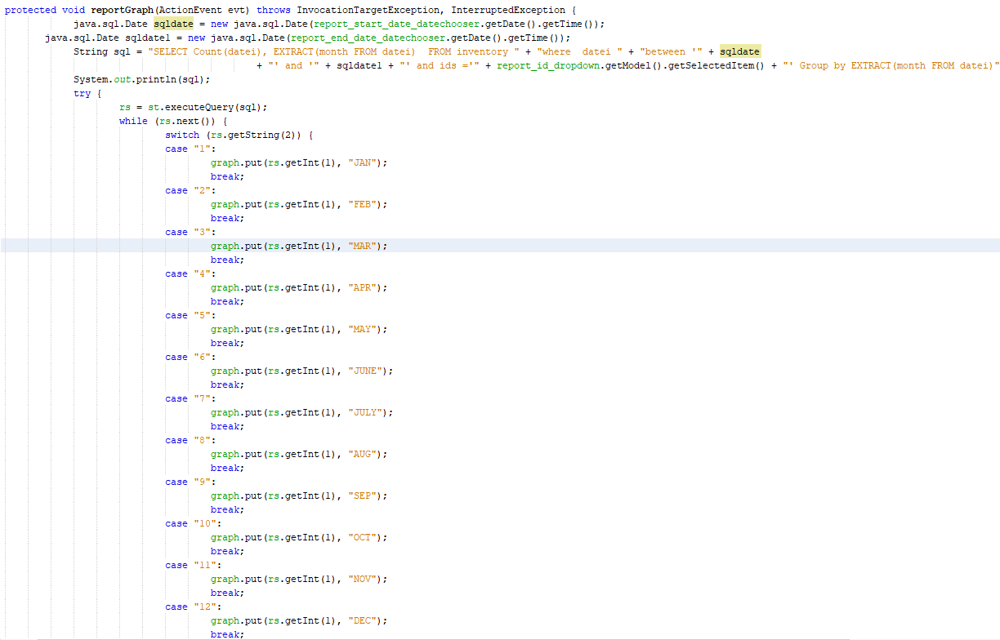 protected void reportGraph(ActionEvent evt) throws InvocationTargetException, InterruptedException {
java.sql.Date sqldate = new java.sql.Date(report_start_date_datechooser.getDate().getTime());
java.sql.Date sqldate1 = new java.sql.Date(report_end_date_datechooser.getDate().getTime());
String sql = "SELECT Count(datei), EXTRACT(month FROM datei)  FROM inventory " + "where  datei " + "between '" + sqldate
+ "' and '" + sqldate1 + "' and ids ='" + report_id_dropdown.getModel().getSelectedItem() + "' Group by EXTRACT(month FROM datei)"
System.out.println(sql);
try {
rs = st.executeQuery(sql);
while (rs.next()) {
switch (rs.getString(2)) {
case "1":
graph.put(rs.getInt(1), "JAN");
break;
case "2":
graph.put(rs.getInt(1), "FEB");
break;
case "3":
graph.put(rs.getInt(1), "MAR");
break;
case "4":
graph.put(rs.getInt(1), "APR");
break;
case "5":
graph.put(rs.getInt(1), "MAY");
break;
case "6":
graph.put(rs.getInt(1), "JUNE");
break;
case "7":
graph.put(rs.getInt(1), "JULY");
break;
case "8":
graph.put(rs.getInt(1), "AUG");
break;
case "9":
graph.put(rs.getInt(1), "SEP");
break;
case "10":
graph.put(rs.getInt(1), "OCT");
break;
case "11":
graph.put(rs.getInt(1), "NOV");
break;
case "12":
graph.put(rs.getInt(1), "DEC");
break;